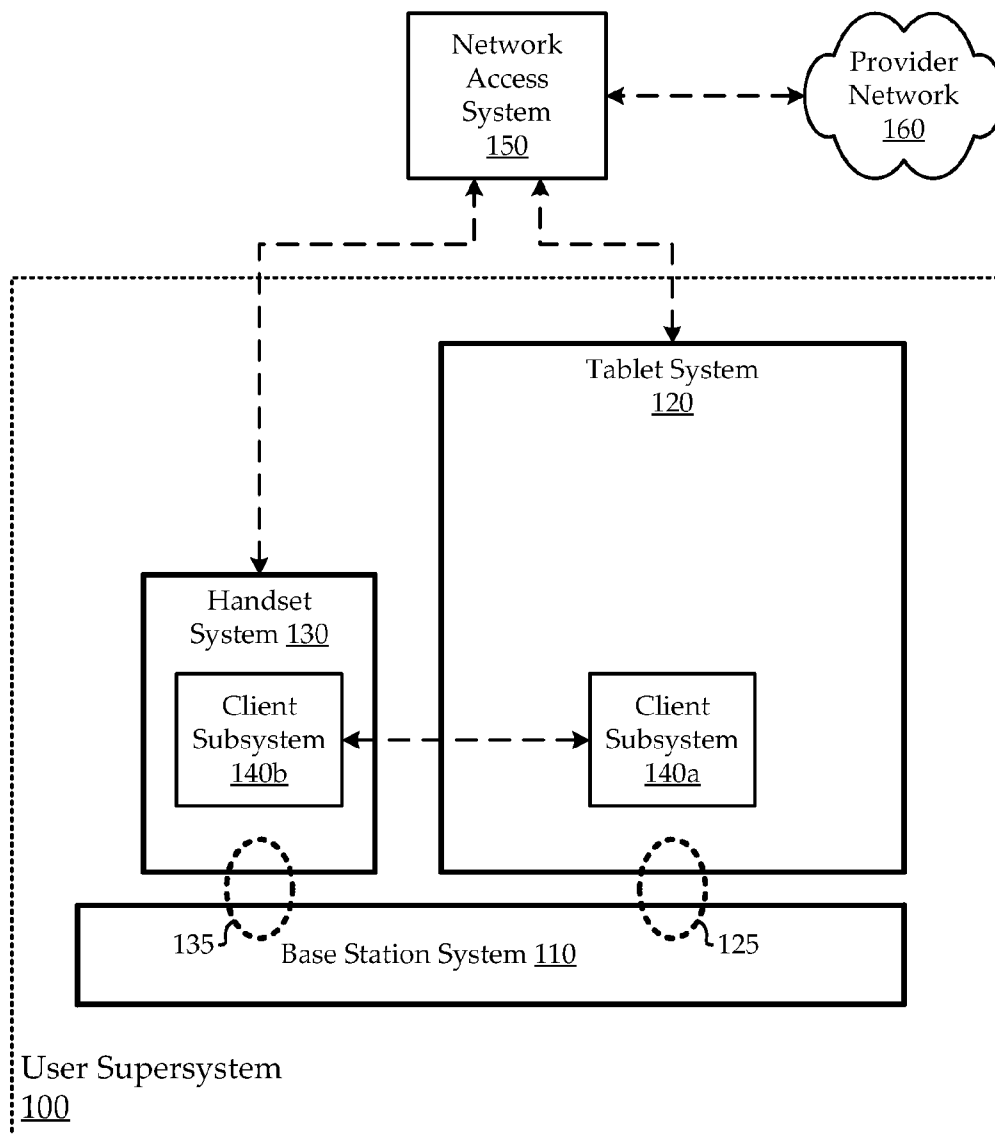 Network
Access
System
150
Provider
Network
160
Tablet System
120
Handset
System 130
Client
Subsystem
140b
Client
Subsystem
140a
135
Base Station System 110
125
User Supersystem
100